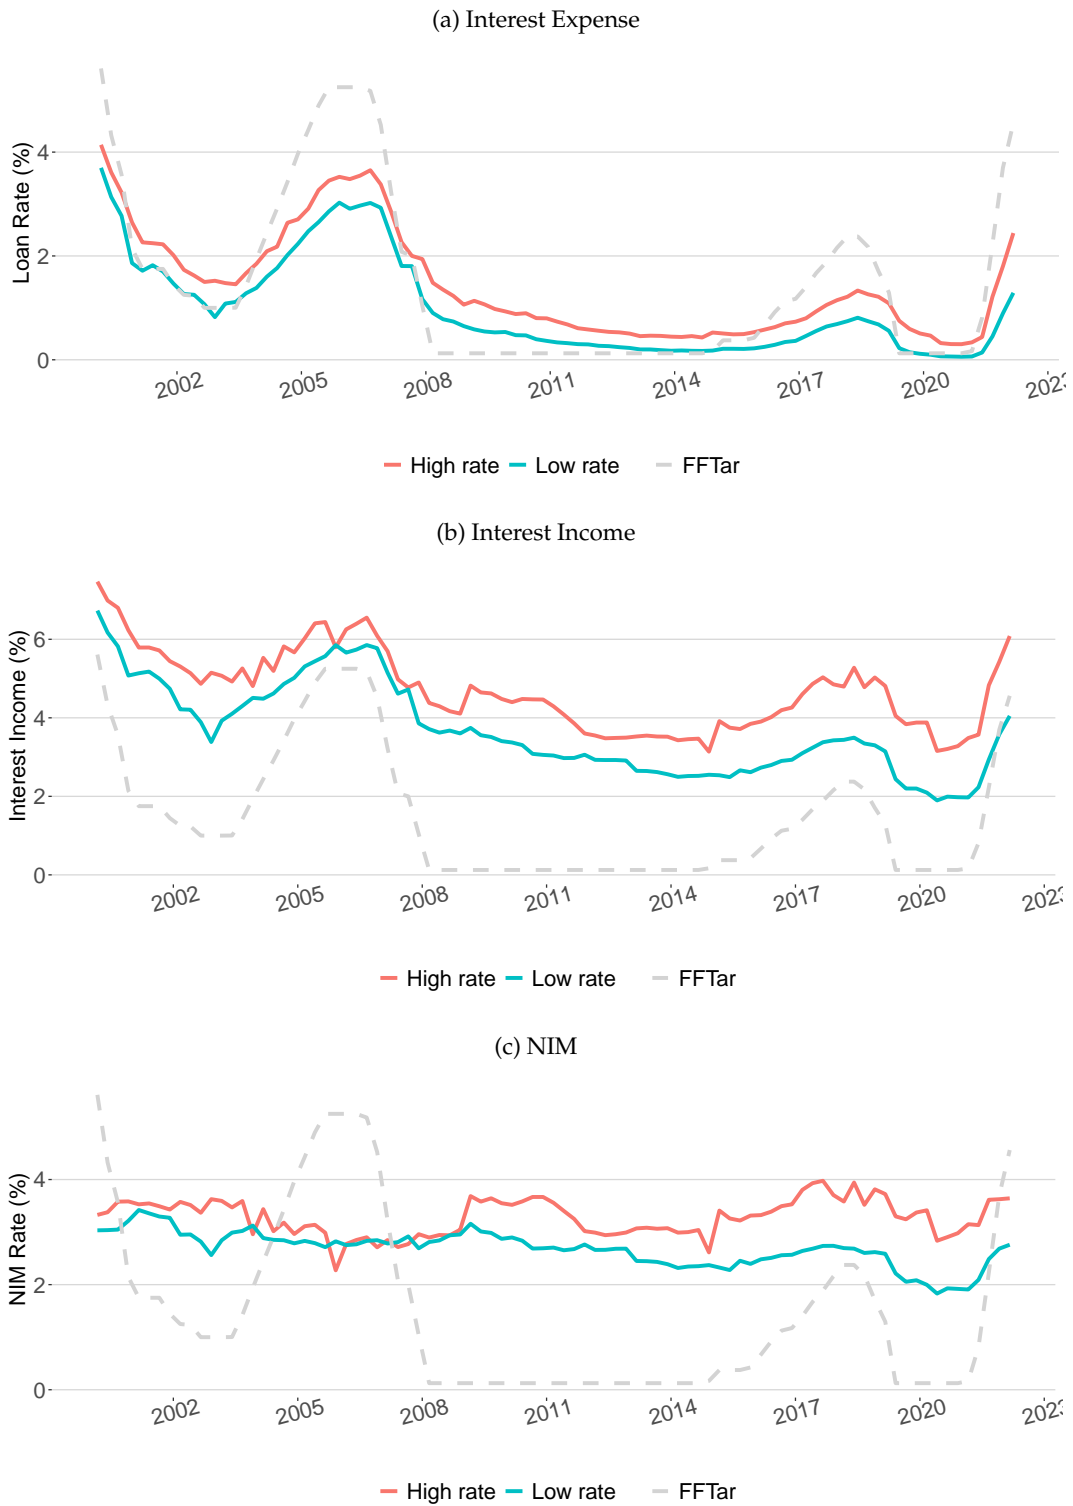 (a) Interest Expense
Loan Rate (%)
4
2
0
2002 2005 2008 2011 2014 2017 2020 2023
High rate Low rate FFTar
(b) Interest Income
Interest Income (%)
6
4
2
0
2002 2005 2008 2011 2014 2017 2020 2023
High rate Low rate FFTar
(c) NIM
NIM Rate (%)
4
2
0
2002 2005 2008 2011 2014 2017 2020 2023
High rate Low rate FFTar